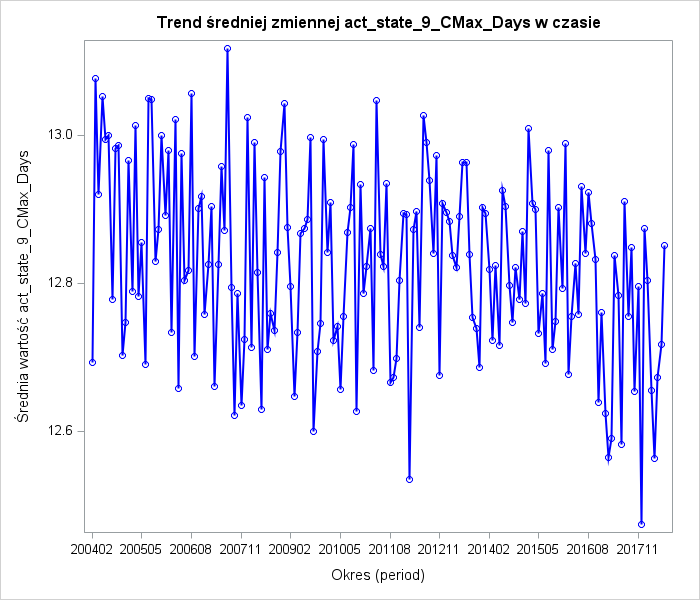 Trend średniej zmiennej act_state_9_CMax_Days w czasie
Średnia wartość act_state_9_CMax_Days
13.0
12.8
12.6
200402 200505 200608 200711 200902 201005 201108 201211 201402 201505 201608 201711
Okres (period)